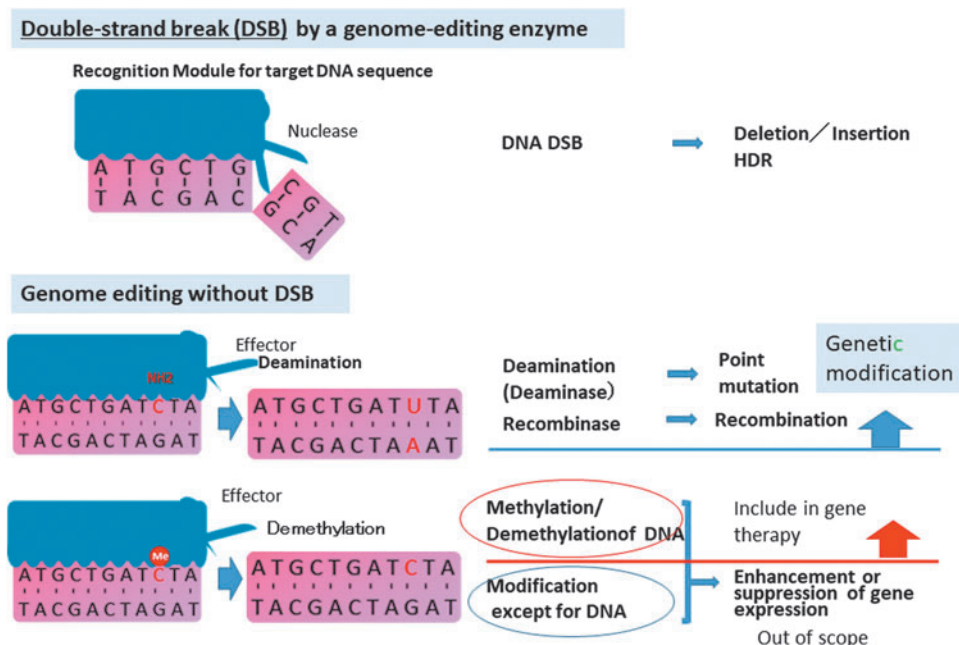 Double-strand break (DSB) by a genome-editing enzyme
Recognition Module for target DNA sequence
Nuclease
A T G C T G
T A C G A C
C G T
G C A
DNA DSB
Deletion／Insertion
HDR
Genome editing without DSB
Effector
Deamination
NH2
ATGCTGATCTA
TACGACTAGAT
ATGCTGATUTA
TACGACTAAAT
Deamination
(Deaminase)
Recombinase
Point
mutation
Recombination
Genetic
modification
Effector
Demethylation
Me
ATGCTGATCTA
TACGACTAGAT
ATGCTGATCTA
TACGACTAGAT
Methylation/
Demethylationof DNA
Modification
except for DNA
Include in gene
therapy
Enhancement or
suppression of gene
expression
Out of scope